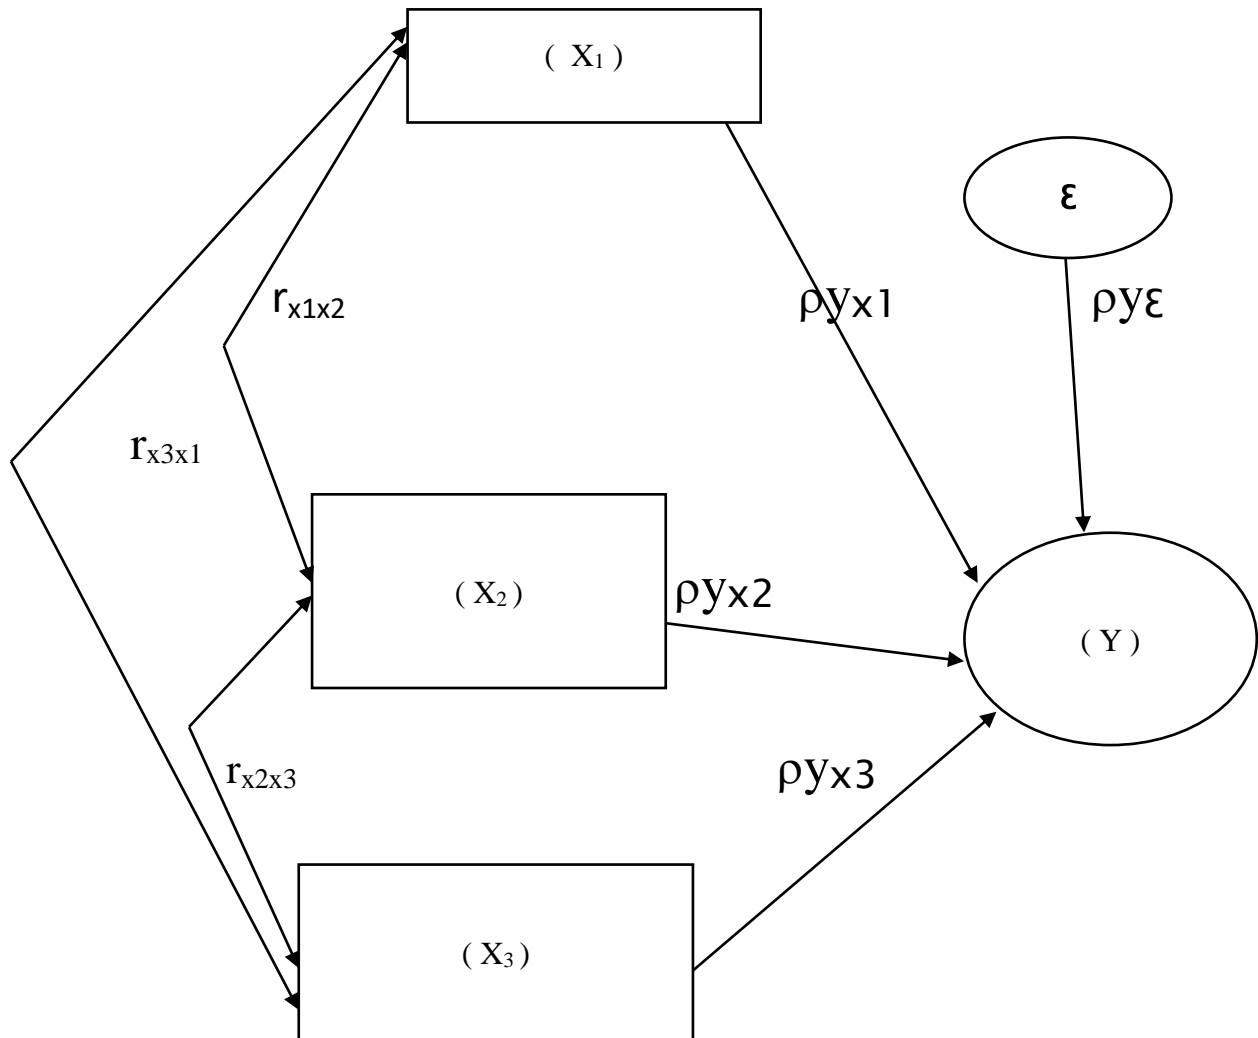 ( X₁ )
ε
rₓ₁ₓ₂
ρyx1
ρyε
rₓ₃ₓ₁
( X₂ )
ρyx2
( Y )
rₓ₂ₓ₃
ρyx3
( X₃ )